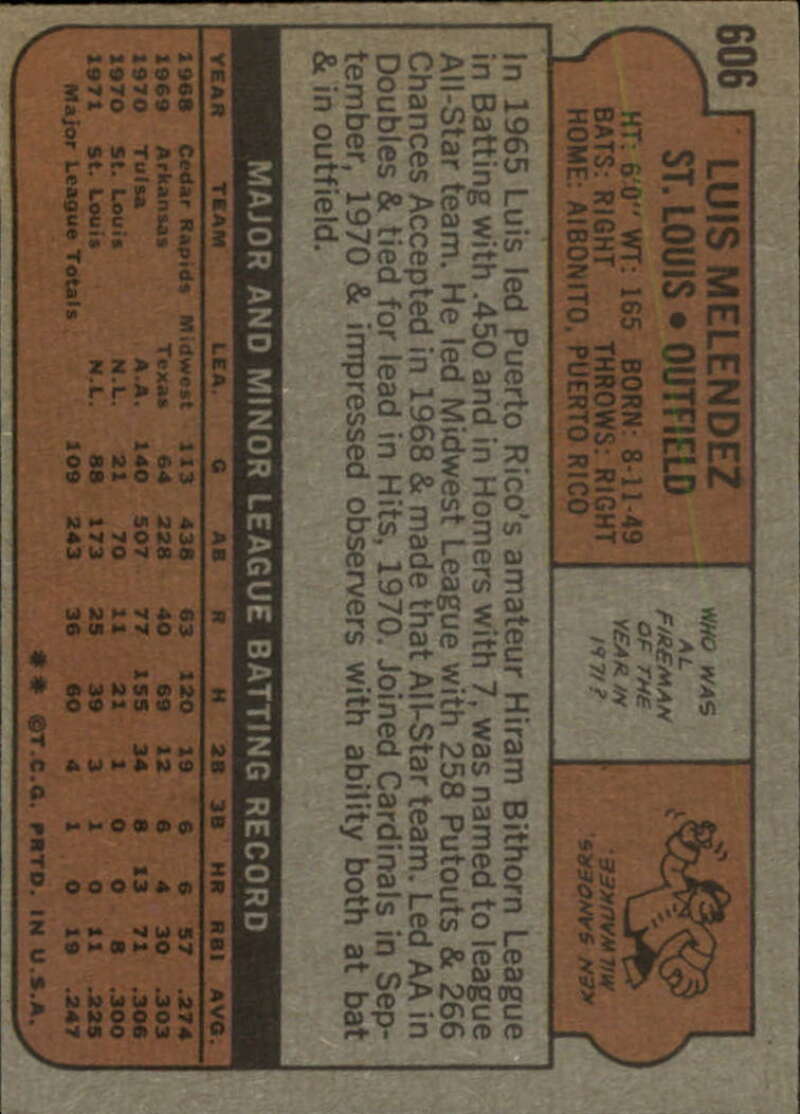 606
LUIS MELENDEZ
ST. LOUIS • OUTFIELD
HT: 6'0" WT: 165 BORN: 8-11-49
BATS: RIGHT THROWS: RIGHT
HOME: AIBONITO, PUERTO RICO
WHO WAS
AL
FIREMAN
OF THE
YEAR IN
1971?
KEN SANDERS,
MILWAUKEE.
In 1965 Luis led Puerto Rico's amateur Hiram Bithorn League
in Batting with .450 and in Homers with 7, was named to league
All-Star team. He led Midwest League with 258 Putouts & 266
Chances Accepted in 1968 & made that All-Star team. Led AA in
Doubles & tied for lead in Hits, 1970. Joined Cardinals in Sep-
tember, 1970 & impressed observers with ability both at bat
& in outfield.
MAJOR AND MINOR LEAGUE BATTING RECORD
YEAR TEAM LEA. G AB R H 2B 3B HR RBI AVG.
1968 Cedar Rapids Midwest 113 438 63 120 19 6 6 57 .274
1969 Arkansas Texas 64 228 40 69 12 6 4 30 .303
1970 Tulsa A.A. 140 507 77 155 34 8 13 71 .306
1970 St. Louis N.L. 21 70 11 21 1 0 0 8 .300
1971 St. Louis N.L. 88 173 25 39 3 1 0 11 .225
Major League Totals 109 243 36 60 4 1 0 19 .247
** ©T.C.G. PRTD. IN U.S.A.